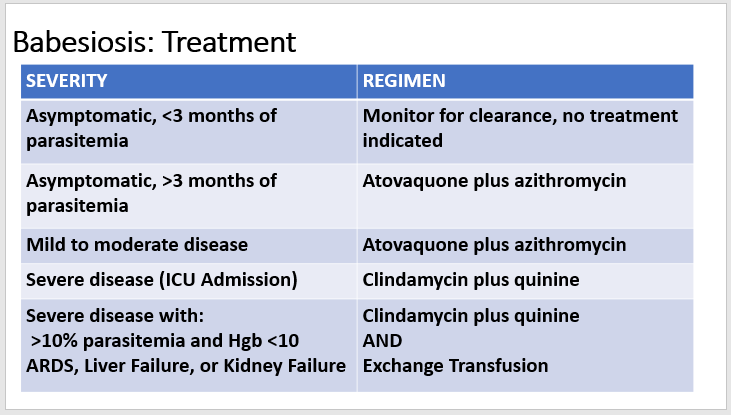 Babesiosis: Treatment
SEVERITY
REGIMEN
Asymptomatic, <3 months of
parasitemia
Monitor for clearance, no treatment
indicated
Asymptomatic, >3 months of
parasitemia
Atovaquone plus azithromycin
Mild to moderate disease
Atovaquone plus azithromycin
Severe disease (ICU Admission)
Clindamycin plus quinine
Severe disease with:
>10% parasitemia and Hgb <10
ARDS, Liver Failure, or Kidney Failure
Clindamycin plus quinine
AND
Exchange Transfusion